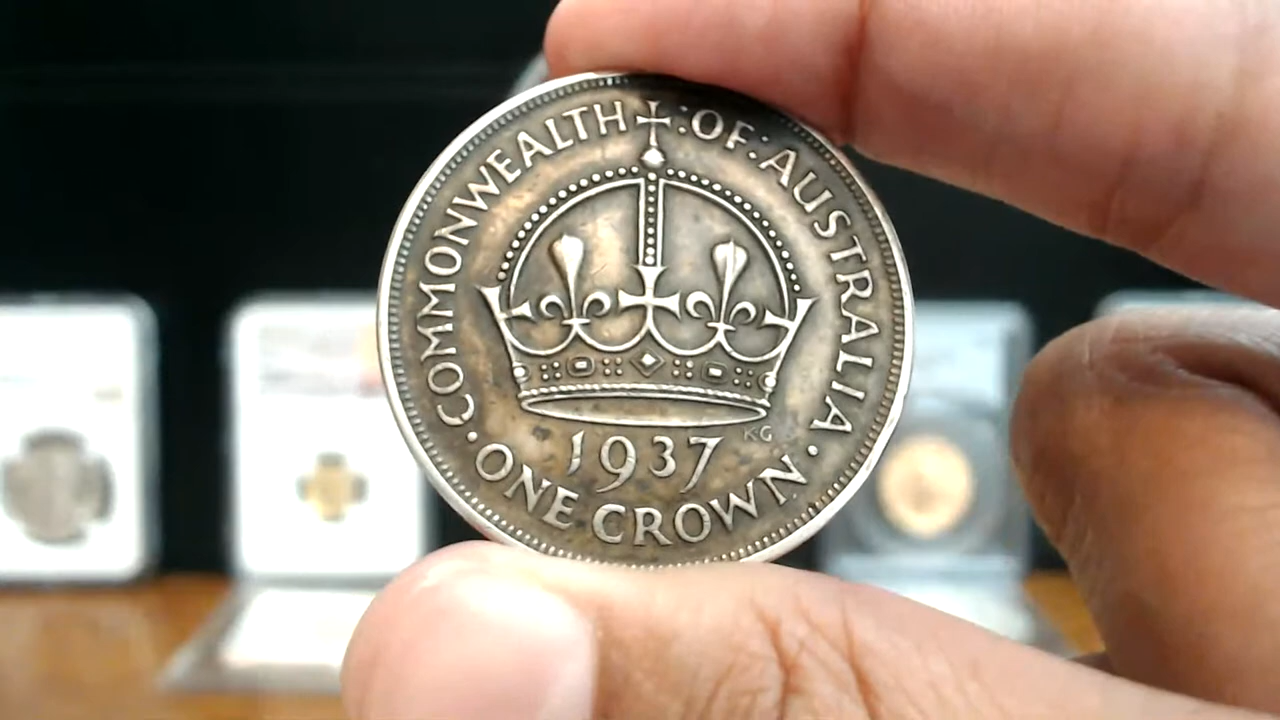 COMMONWEALTH : OF : AUSTRALIA
1937 KG
· ONE CROWN ·